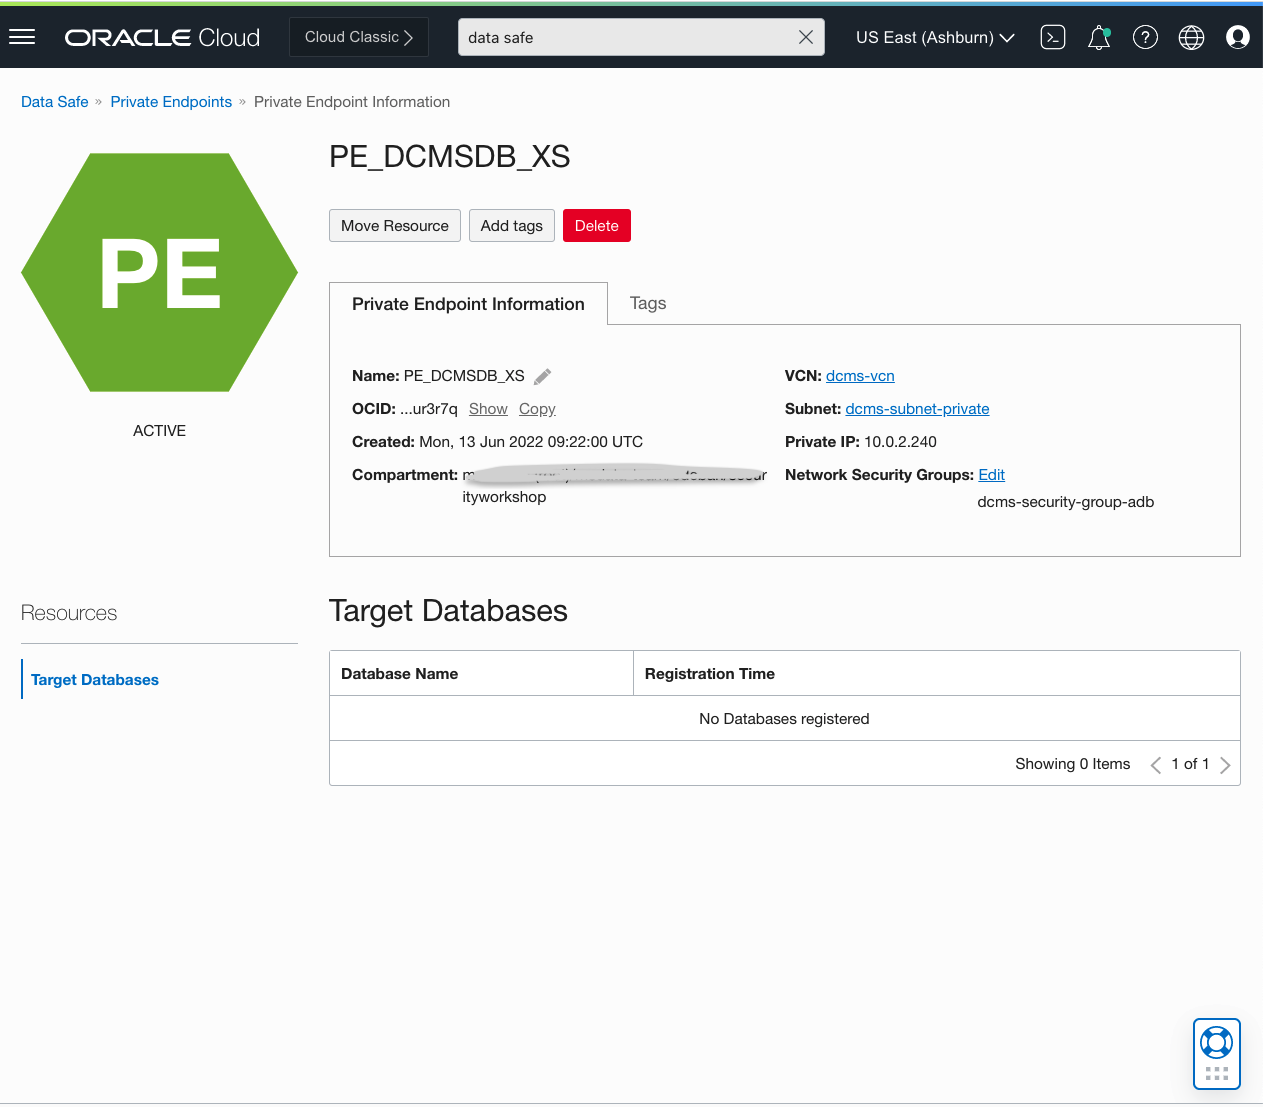 ORACLE Cloud
Cloud Classic
data safe
US East (Ashburn)
Data Safe » Private Endpoints » Private Endpoint Information
PE
ACTIVE
PE_DCMSDB_XS
Move Resource
Add tags
Delete
Private Endpoint Information
Tags
Name: PE_DCMSDB_XS
OCID: ...ur3r7q Show Copy
Created: Mon, 13 Jun 2022 09:22:00 UTC
Compartment:
ityworkshop
VCN: dcms-vcn
Subnet: dcms-subnet-private
Private IP: 10.0.2.240
Network Security Groups: Edit
dcms-security-group-adb
Resources
Target Databases
Target Databases
Database Name
Registration Time
No Databases registered
Showing 0 Items
1 of 1